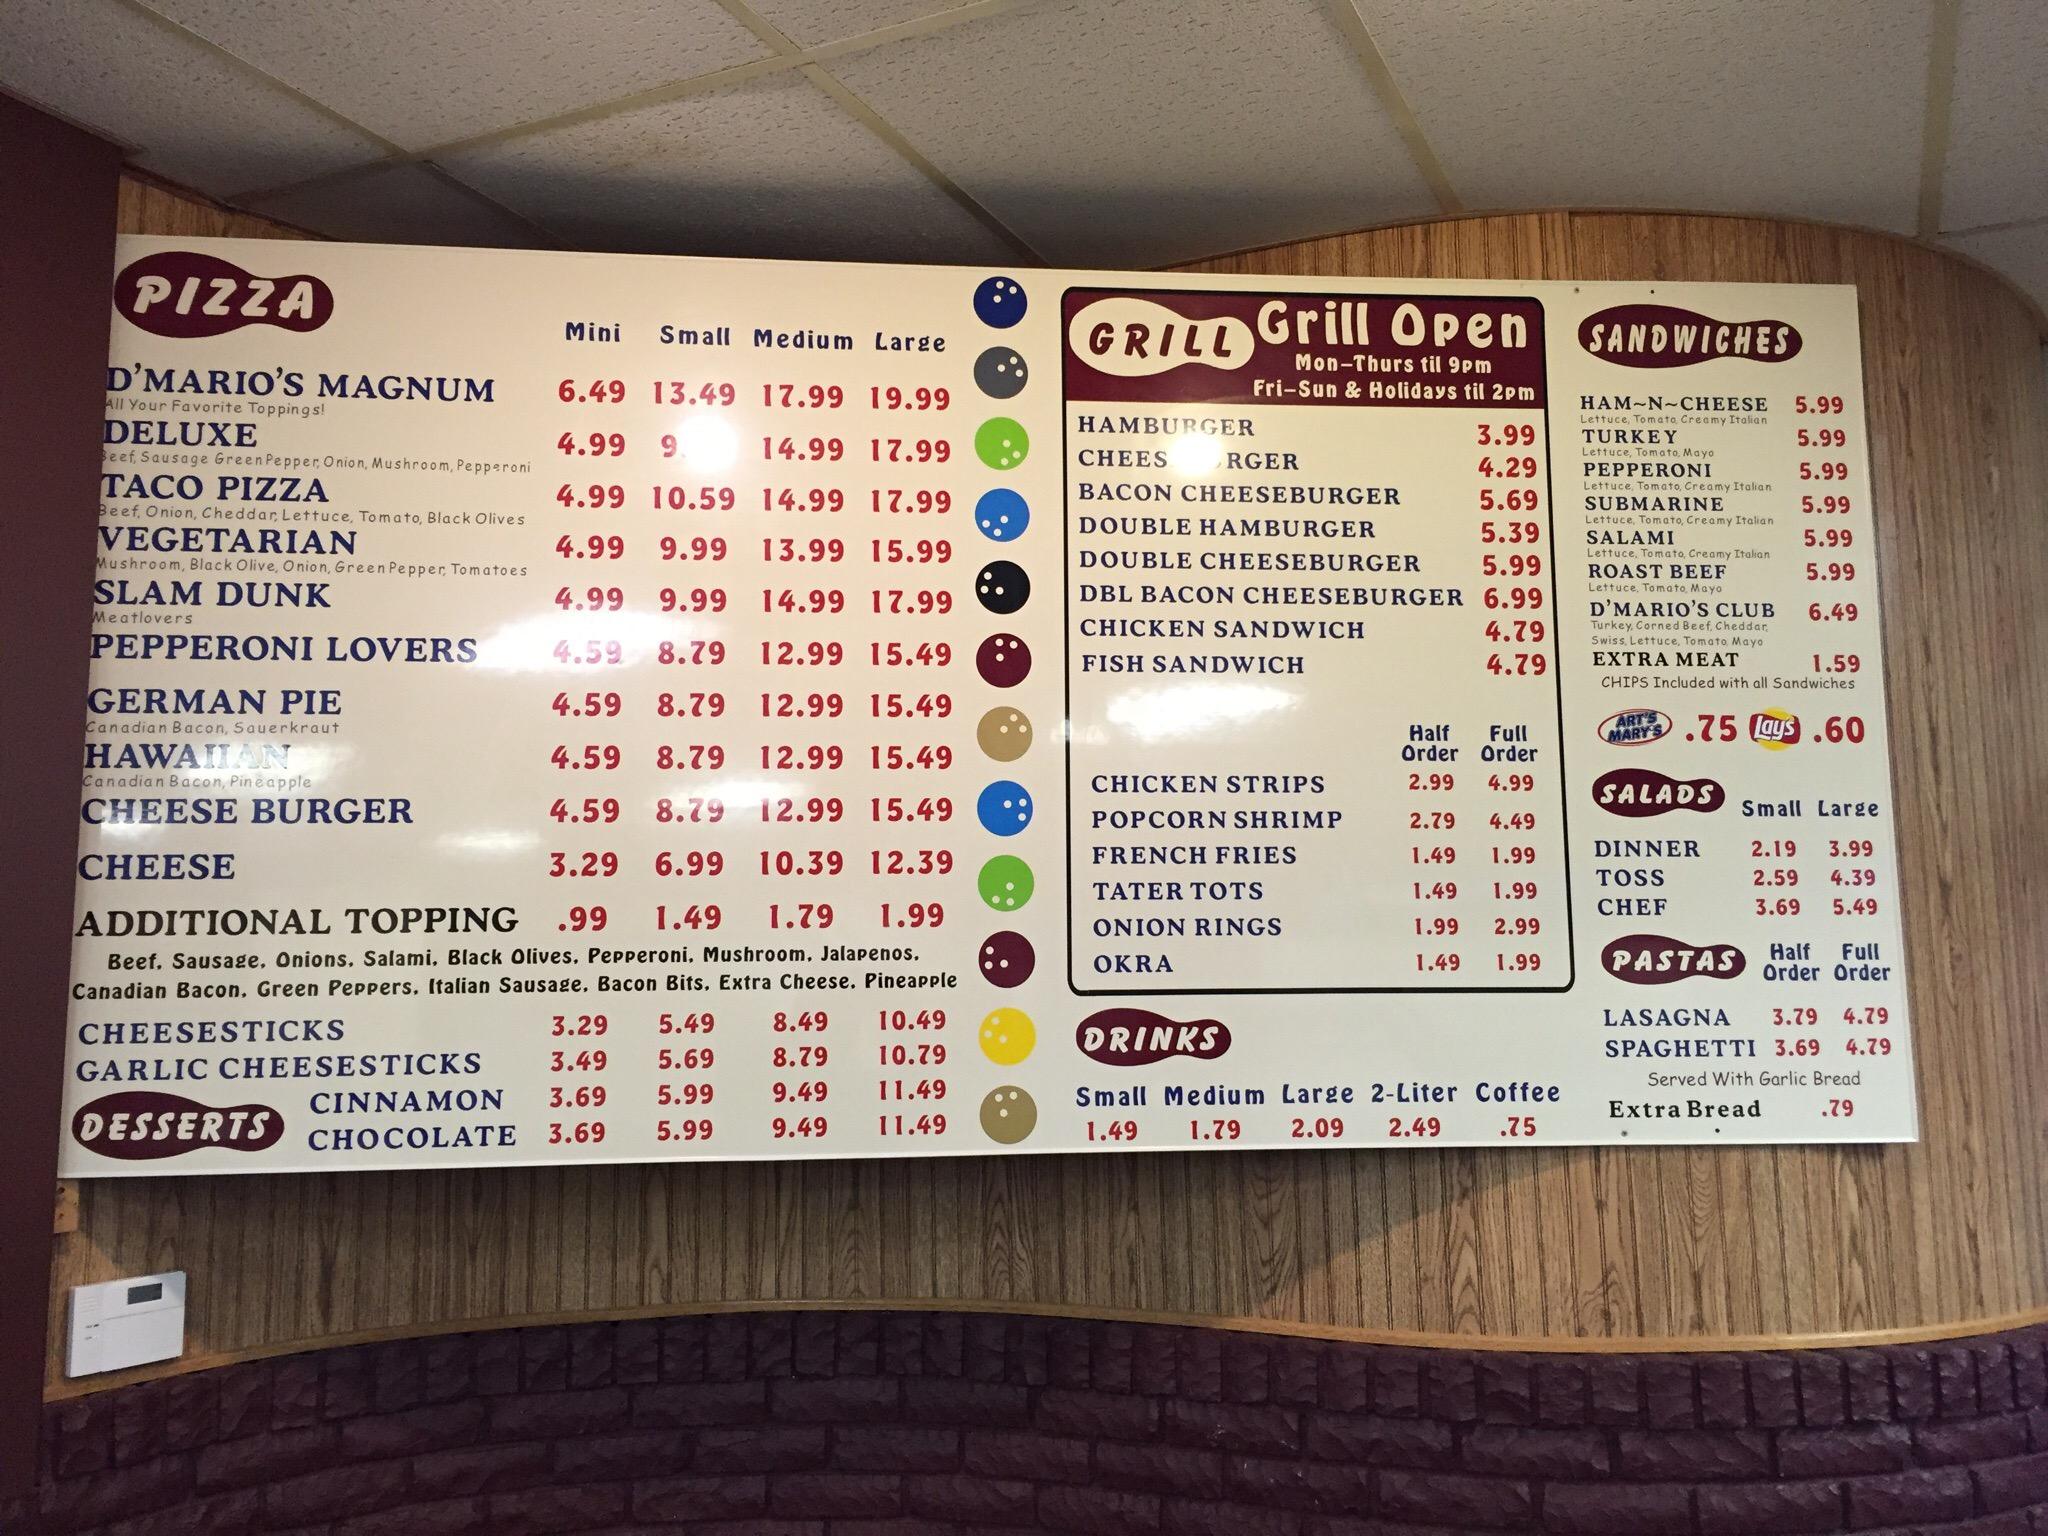 PIZZA
Mini Small Medium Large
D'MARIO'S MAGNUM 6.49 13.49 17.99 19.99
All Your Favorite Toppings!
DELUXE 4.99 14.99 17.99
Beef, Sausage Green Pepper, Onion, Mushroom, Pepperoni
TACO PIZZA 4.99 10.59 14.99 17.99
Beef, Onion, Cheddar, Lettuce, Tomato, Black Olives
VEGETARIAN 4.99 9.99 13.99 15.99
Mushroom, Black Olive, Onion, Green Pepper, Tomatoes
SLAM DUNK 4.99 9.99 14.99 17.99
Meatlovers
PEPPERONI LOVERS 4.59 8.79 12.99 15.49
GERMAN PIE 4.59 8.79 12.99 15.49
Canadian Bacon, Sauerkraut
HAWAIIAN 4.59 8.79 12.99 15.49
Canadian Bacon, Pineapple
CHEESE BURGER 4.59 8.79 12.99 15.49
CHEESE 3.29 6.99 10.39 12.39
ADDITIONAL TOPPING .99 1.49 1.79 1.99
Beef, Sausage, Onions, Salami, Black Olives, Pepperoni, Mushroom, Jalapenos,
Canadian Bacon, Green Peppers, Italian Sausage, Bacon Bits, Extra Cheese, Pineapple
CHEESESTICKS 3.29 5.49 8.49 10.49
GARLIC CHEESESTICKS 3.49 5.69 8.79 10.79
DESSERTS
CINNAMON 3.69 5.99 9.49 11.49
CHOCOLATE 3.69 5.99 9.49 11.49
GRILL Grill Open
Mon-Thurs til 9pm
Fri-Sun & Holidays til 2pm
HAMBURGER 3.99
CHEESEBURGER 4.29
BACON CHEESEBURGER 5.69
DOUBLE HAMBURGER 5.39
DOUBLE CHEESEBURGER 5.99
DBL BACON CHEESEBURGER 6.99
CHICKEN SANDWICH 4.79
FISH SANDWICH 4.79
Half Full
Order Order
CHICKEN STRIPS 2.99 4.99
POPCORN SHRIMP 2.79 4.49
FRENCH FRIES 1.49 1.99
TATER TOTS 1.49 1.99
ONION RINGS 1.99 2.99
OKRA 1.49 1.99
DRINKS
Small Medium Large 2-Liter Coffee
1.49 1.79 2.09 2.49 .75
SANDWICHES
HAM~N~CHEESE 5.99
Lettuce, Tomato, Creamy Italian
TURKEY 5.99
Lettuce, Tomato, Mayo
PEPPERONI 5.99
Lettuce, Tomato, Creamy Italian
SUBMARINE 5.99
Lettuce, Tomato, Creamy Italian
SALAMI 5.99
Lettuce, Tomato, Creamy Italian
ROAST BEEF 5.99
Lettuce, Tomato, Mayo
D'MARIO'S CLUB 6.49
Turkey, Corned Beef, Cheddar,
Swiss, Lettuce, Tomato, Mayo
EXTRA MEAT 1.59
CHIPS Included with all Sandwiches
ART'S MARY'S .75 Lay's .60
SALADS Small Large
DINNER 2.19 3.99
TOSS 2.59 4.39
CHEF 3.69 5.49
PASTAS Half Full
Order Order
LASAGNA 3.79 4.79
SPAGHETTI 3.69 4.79
Served With Garlic Bread
Extra Bread .79